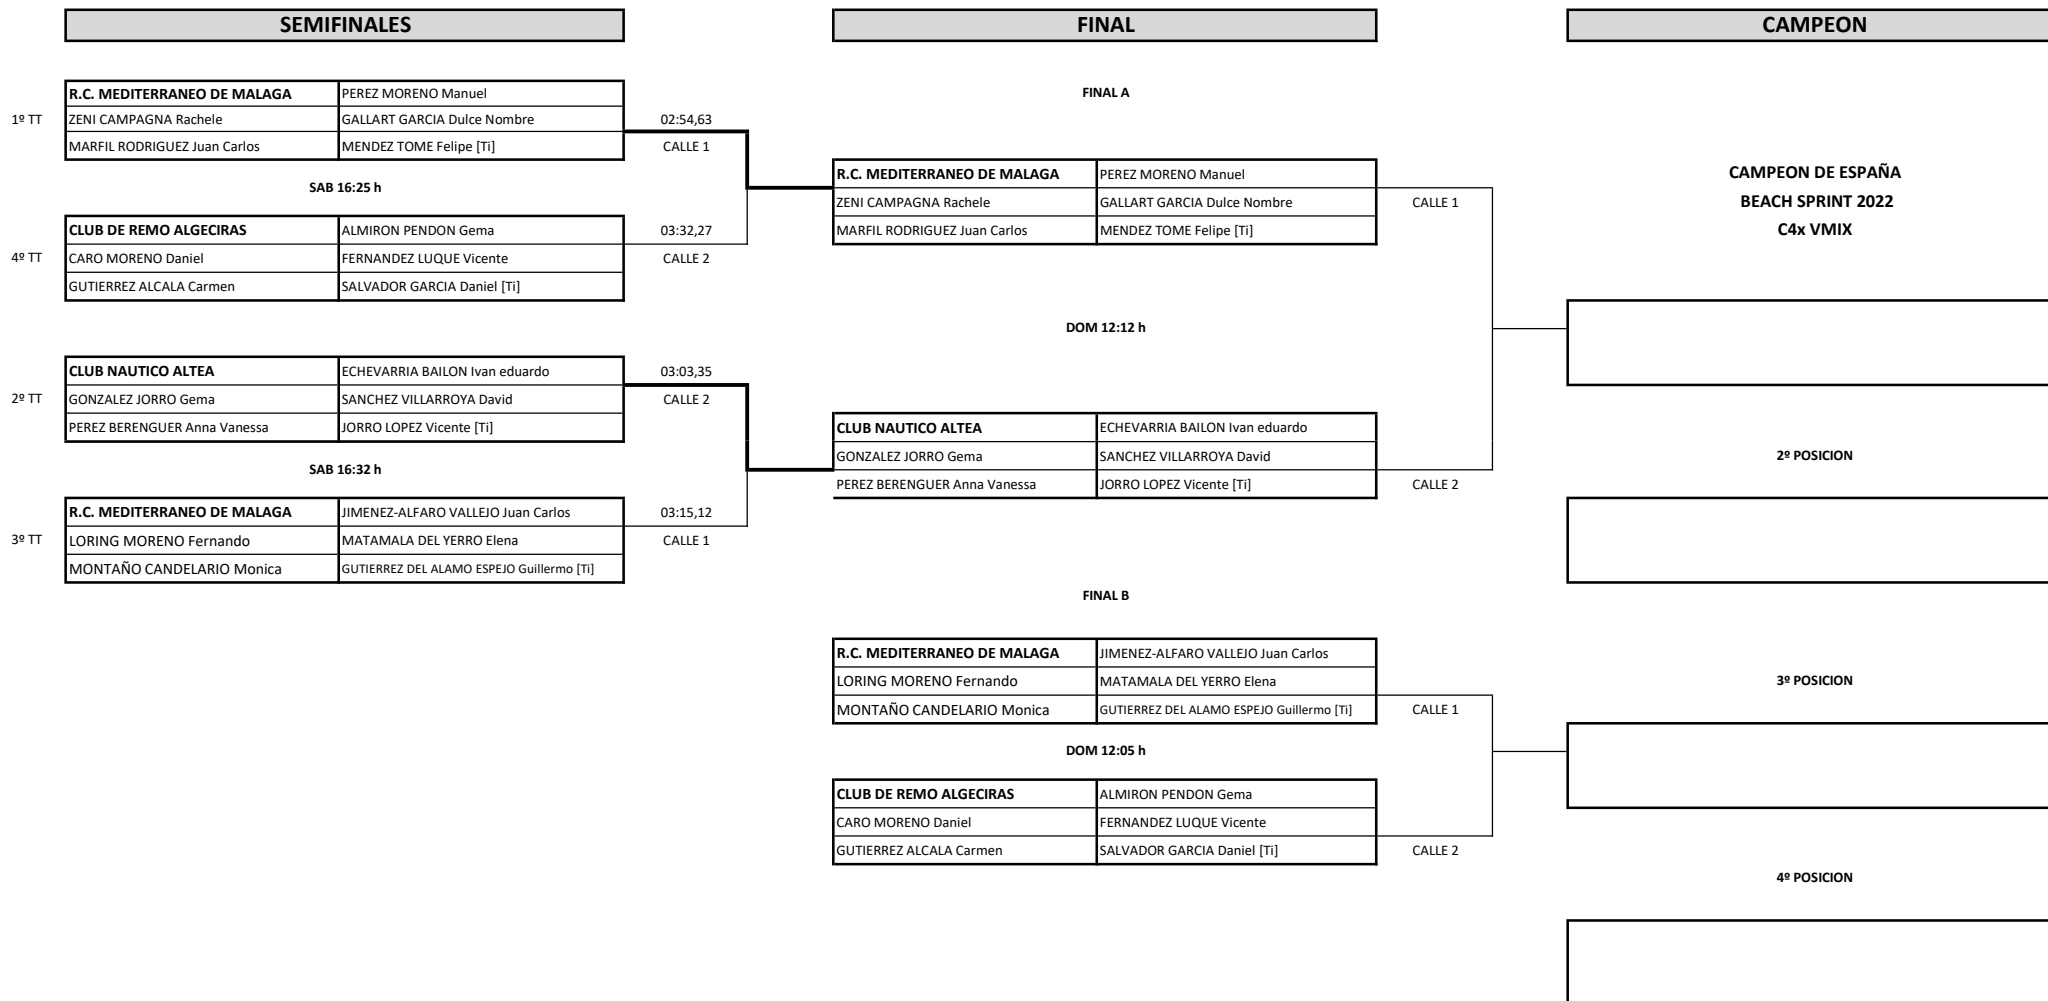 SEMIFINALES FINAL CAMPEON
R.C. MEDITERRANEO DE MALAGA PEREZ MORENO Manuel
1º TT ZENI CAMPAGNA Rachele GALLART GARCIA Dulce Nombre 02:54,63
MARFIL RODRIGUEZ Juan Carlos MENDEZ TOME Felipe [Ti] CALLE 1
SAB 16:25 h
CLUB DE REMO ALGECIRAS ALMIRON PENDON Gema 03:32,27
4º TT CARO MORENO Daniel FERNANDEZ LUQUE Vicente CALLE 2
GUTIERREZ ALCALA Carmen SALVADOR GARCIA Daniel [Ti]
CLUB NAUTICO ALTEA ECHEVARRIA BAILON Ivan eduardo 03:03,35
2º TT GONZALEZ JORRO Gema SANCHEZ VILLARROYA David CALLE 2
PEREZ BERENGUER Anna Vanessa JORRO LOPEZ Vicente [Ti]
SAB 16:32 h
R.C. MEDITERRANEO DE MALAGA JIMENEZ-ALFARO VALLEJO Juan Carlos 03:15,12
3º TT LORING MORENO Fernando MATAMALA DEL YERRO Elena CALLE 1
MONTAÑO CANDELARIO Monica GUTIERREZ DEL ALAMO ESPEJO Guillermo [Ti]
FINAL A
R.C. MEDITERRANEO DE MALAGA PEREZ MORENO Manuel
ZENI CAMPAGNA Rachele GALLART GARCIA Dulce Nombre CALLE 1
MARFIL RODRIGUEZ Juan Carlos MENDEZ TOME Felipe [Ti]
DOM 12:12 h
CLUB NAUTICO ALTEA ECHEVARRIA BAILON Ivan eduardo
GONZALEZ JORRO Gema SANCHEZ VILLARROYA David
PEREZ BERENGUER Anna Vanessa JORRO LOPEZ Vicente [Ti] CALLE 2
FINAL B
R.C. MEDITERRANEO DE MALAGA JIMENEZ-ALFARO VALLEJO Juan Carlos
LORING MORENO Fernando MATAMALA DEL YERRO Elena
MONTAÑO CANDELARIO Monica GUTIERREZ DEL ALAMO ESPEJO Guillermo [Ti] CALLE 1
DOM 12:05 h
CLUB DE REMO ALGECIRAS ALMIRON PENDON Gema
CARO MORENO Daniel FERNANDEZ LUQUE Vicente
GUTIERREZ ALCALA Carmen SALVADOR GARCIA Daniel [Ti] CALLE 2
CAMPEON DE ESPAÑA
BEACH SPRINT 2022
C4x VMIX
2º POSICION
3º POSICION
4º POSICION